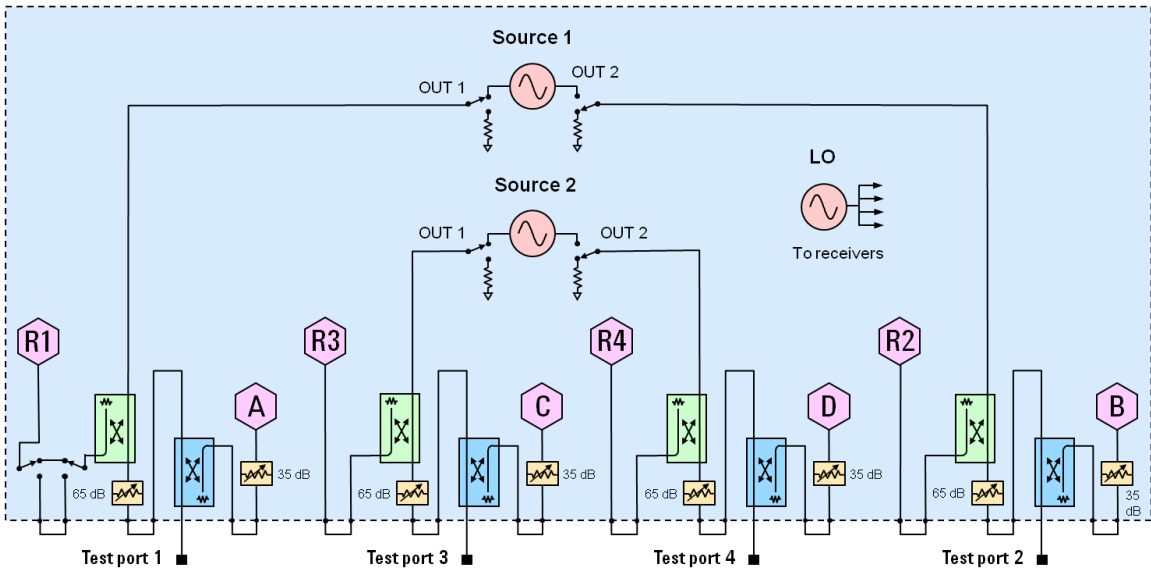 Source 1
OUT 1
OUT 2
LO
Source 2
OUT 1
OUT 2
To receivers
R1
R3
R4
R2
A
C
D
B
65 dB
35 dB
65 dB
35 dB
65 dB
35 dB
65 dB
35
dB
Test port 1
Test port 3
Test port 4
Test port 2